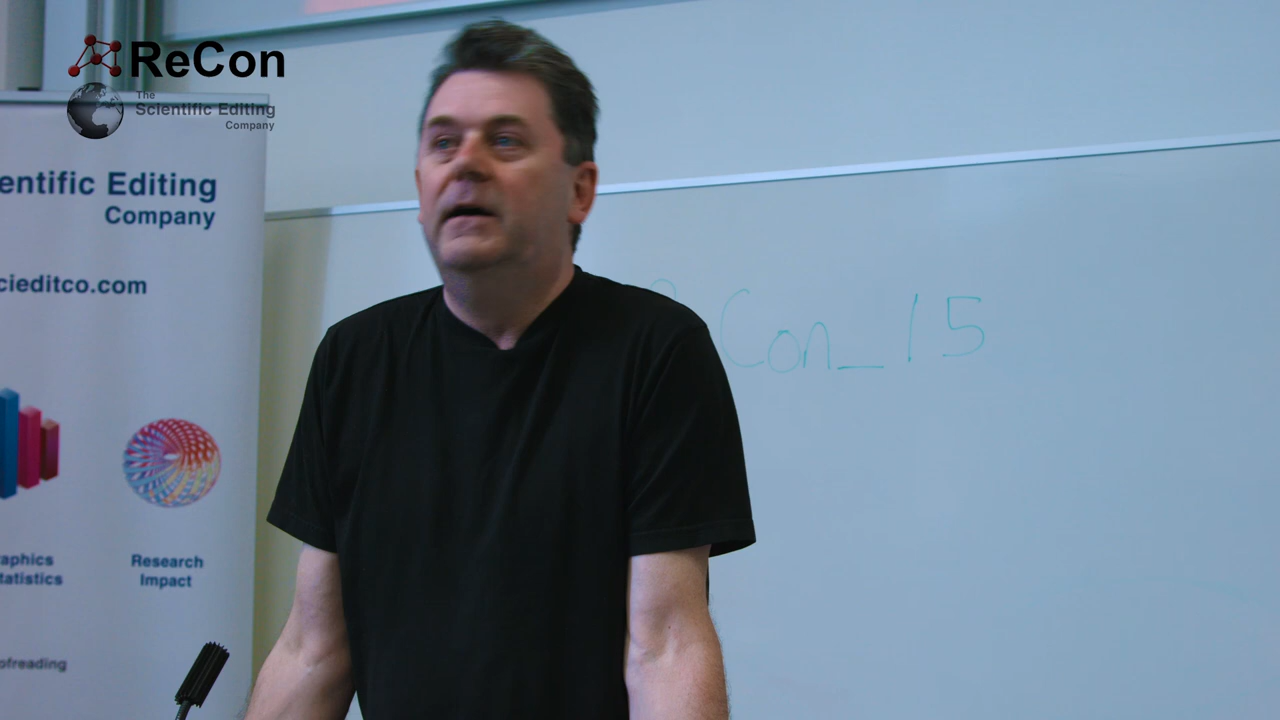 ReCon
The
Scientific Editing
Company
entific Editing
Company
cieditco.com
Research
Impact
aphics
tatistics
ofreading
Con_15